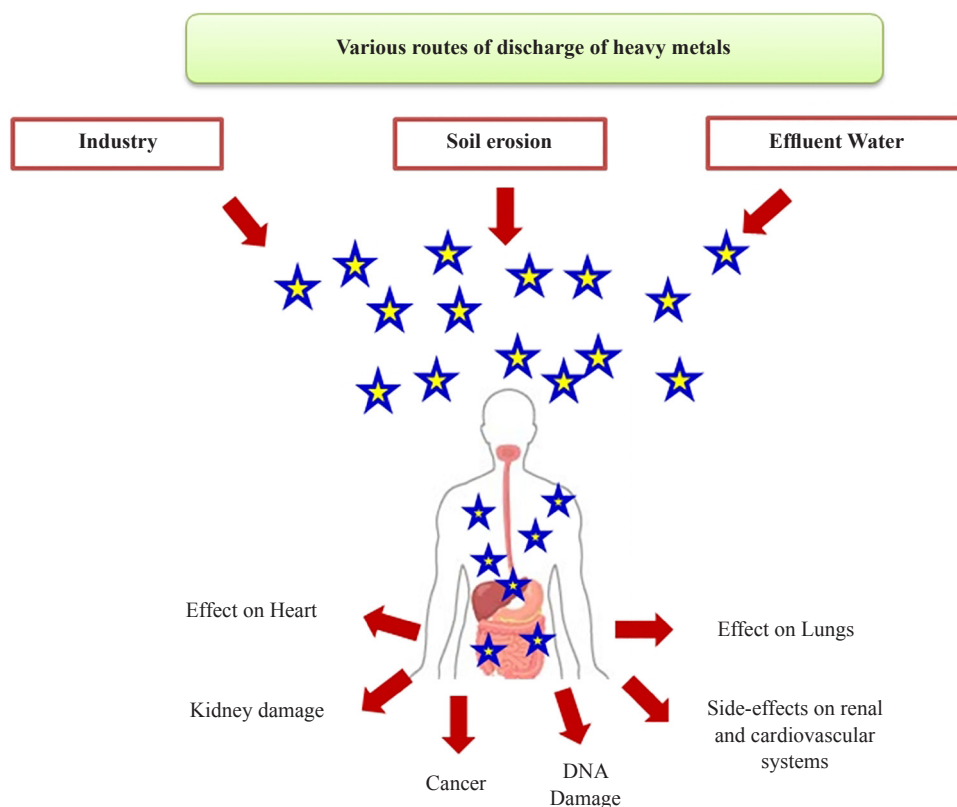 Various routes of discharge of heavy metals
Industry
Soil erosion
Effluent Water
Effect on Heart
Effect on Lungs
Kidney damage
Side-effects on renal
and cardiovascular
systems
Cancer
DNA
Damage